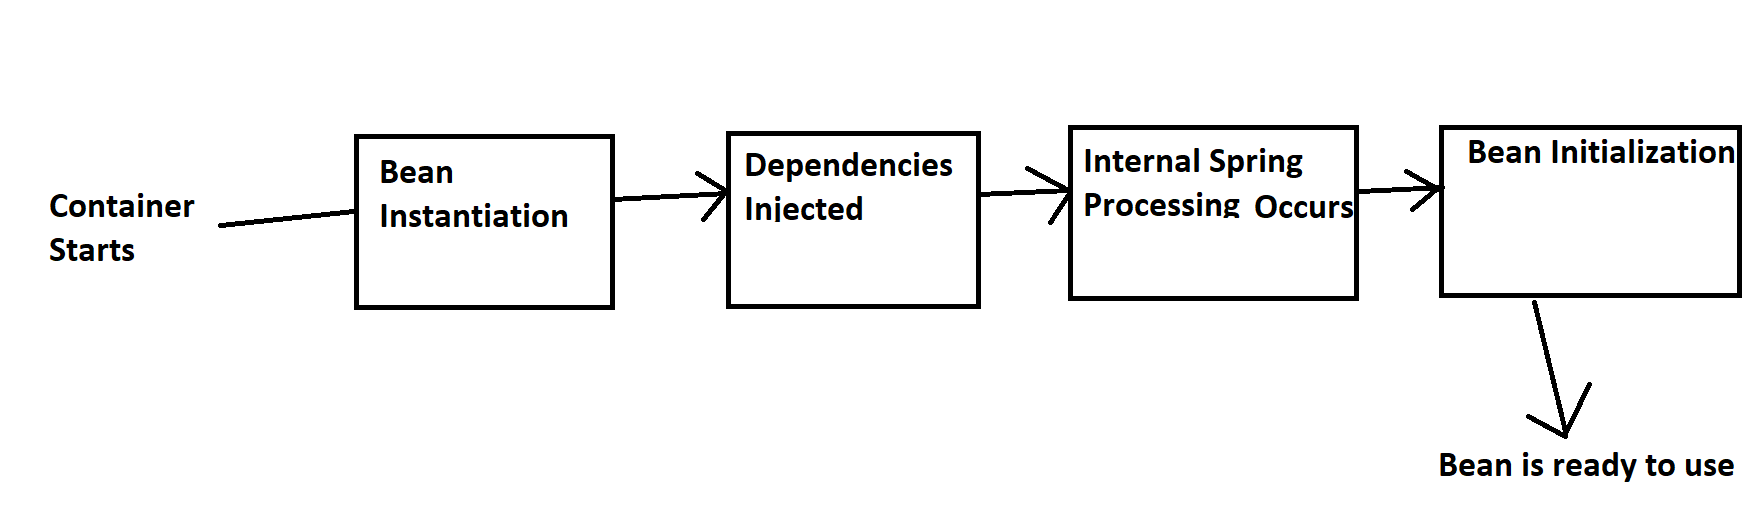 Container
Starts
Bean
Instantiation
Dependencies
Injected
Internal Spring
Processing Occurs
Bean Initialization
Bean is ready to use